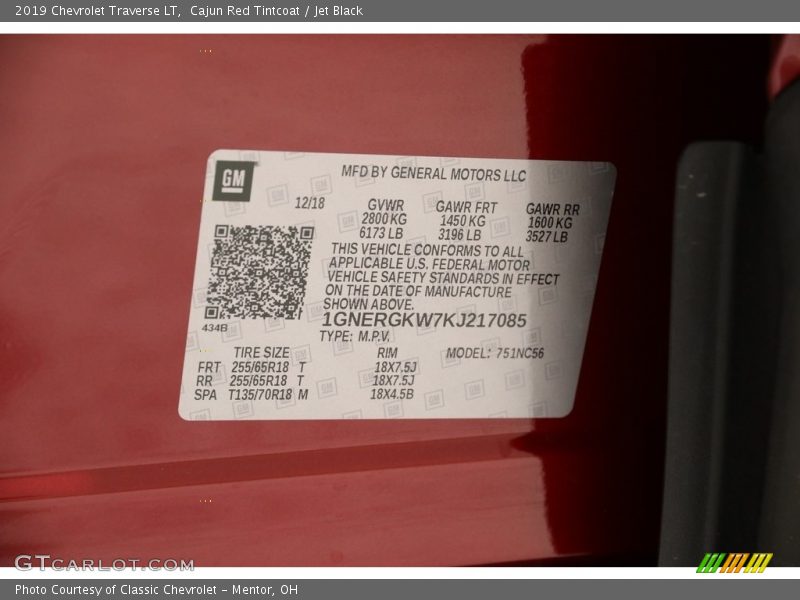 2019 Chevrolet Traverse LT,  Cajun Red Tintcoat / Jet Black
GM
MFD BY GENERAL MOTORS LLC
12/18
GVWR GAWR FRT GAWR RR
2800 KG 1450 KG 1600 KG
6173 LB 3196 LB 3527 LB
THIS VEHICLE CONFORMS TO ALL
APPLICABLE U.S. FEDERAL MOTOR
VEHICLE SAFETY STANDARDS IN EFFECT
ON THE DATE OF MANUFACTURE
SHOWN ABOVE.
434B
1GNERGKW7KJ217085
TYPE: M.P.V.
TIRE SIZE RIM MODEL: 751NC56
FRT 255/65R18 T 18X7.5J
RR 255/65R18 T 18X7.5J
SPA T135/70R18 M 18X4.5B
GTCARLOT.COM
Photo Courtesy of Classic Chevrolet - Mentor, OH